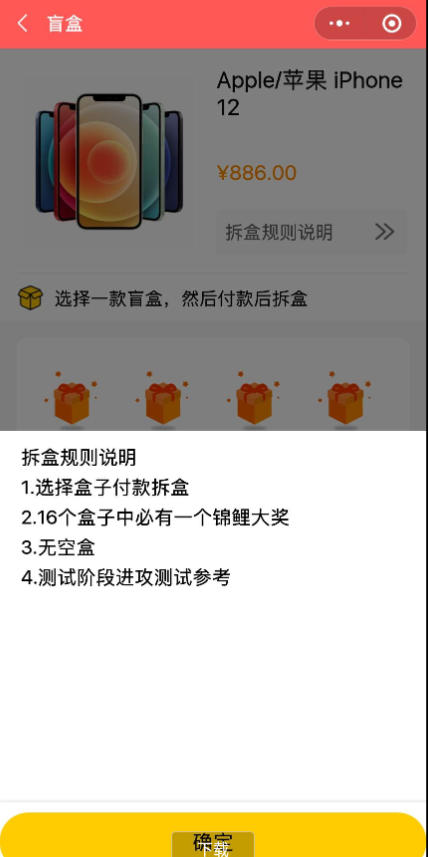 盲盒
Apple/苹果 iPhone
12
¥886.00
拆盒规则说明
选择一款盲盒，然后付款后拆盒
拆盒规则说明
1.选择盒子付款拆盒
2.16个盒子中必有一个锦鲤大奖
3.无空盒
4.测试阶段进攻测试参考
确定
下载